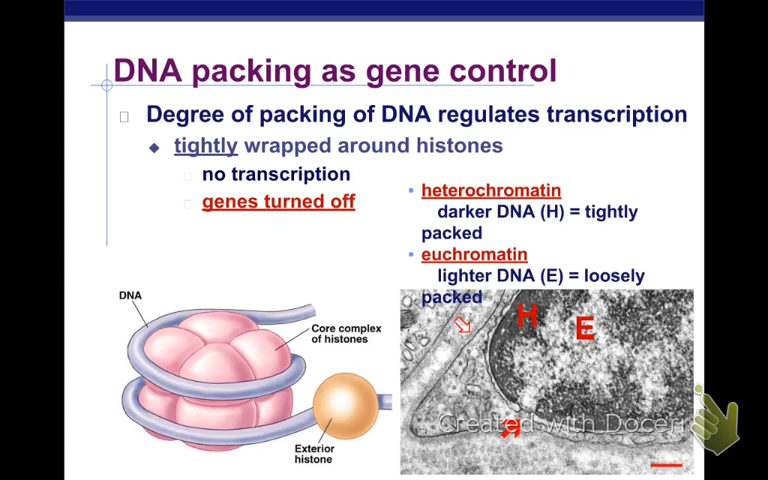 DNA packing as gene control
Degree of packing of DNA regulates transcription
tightly wrapped around histones
no transcription
genes turned off
heterochromatin
darker DNA (H) = tightly
packed
euchromatin
lighter DNA (E) = loosely
packed
DNA
Core complex
of histones
Exterior
histone
H
E
Created with Doceri